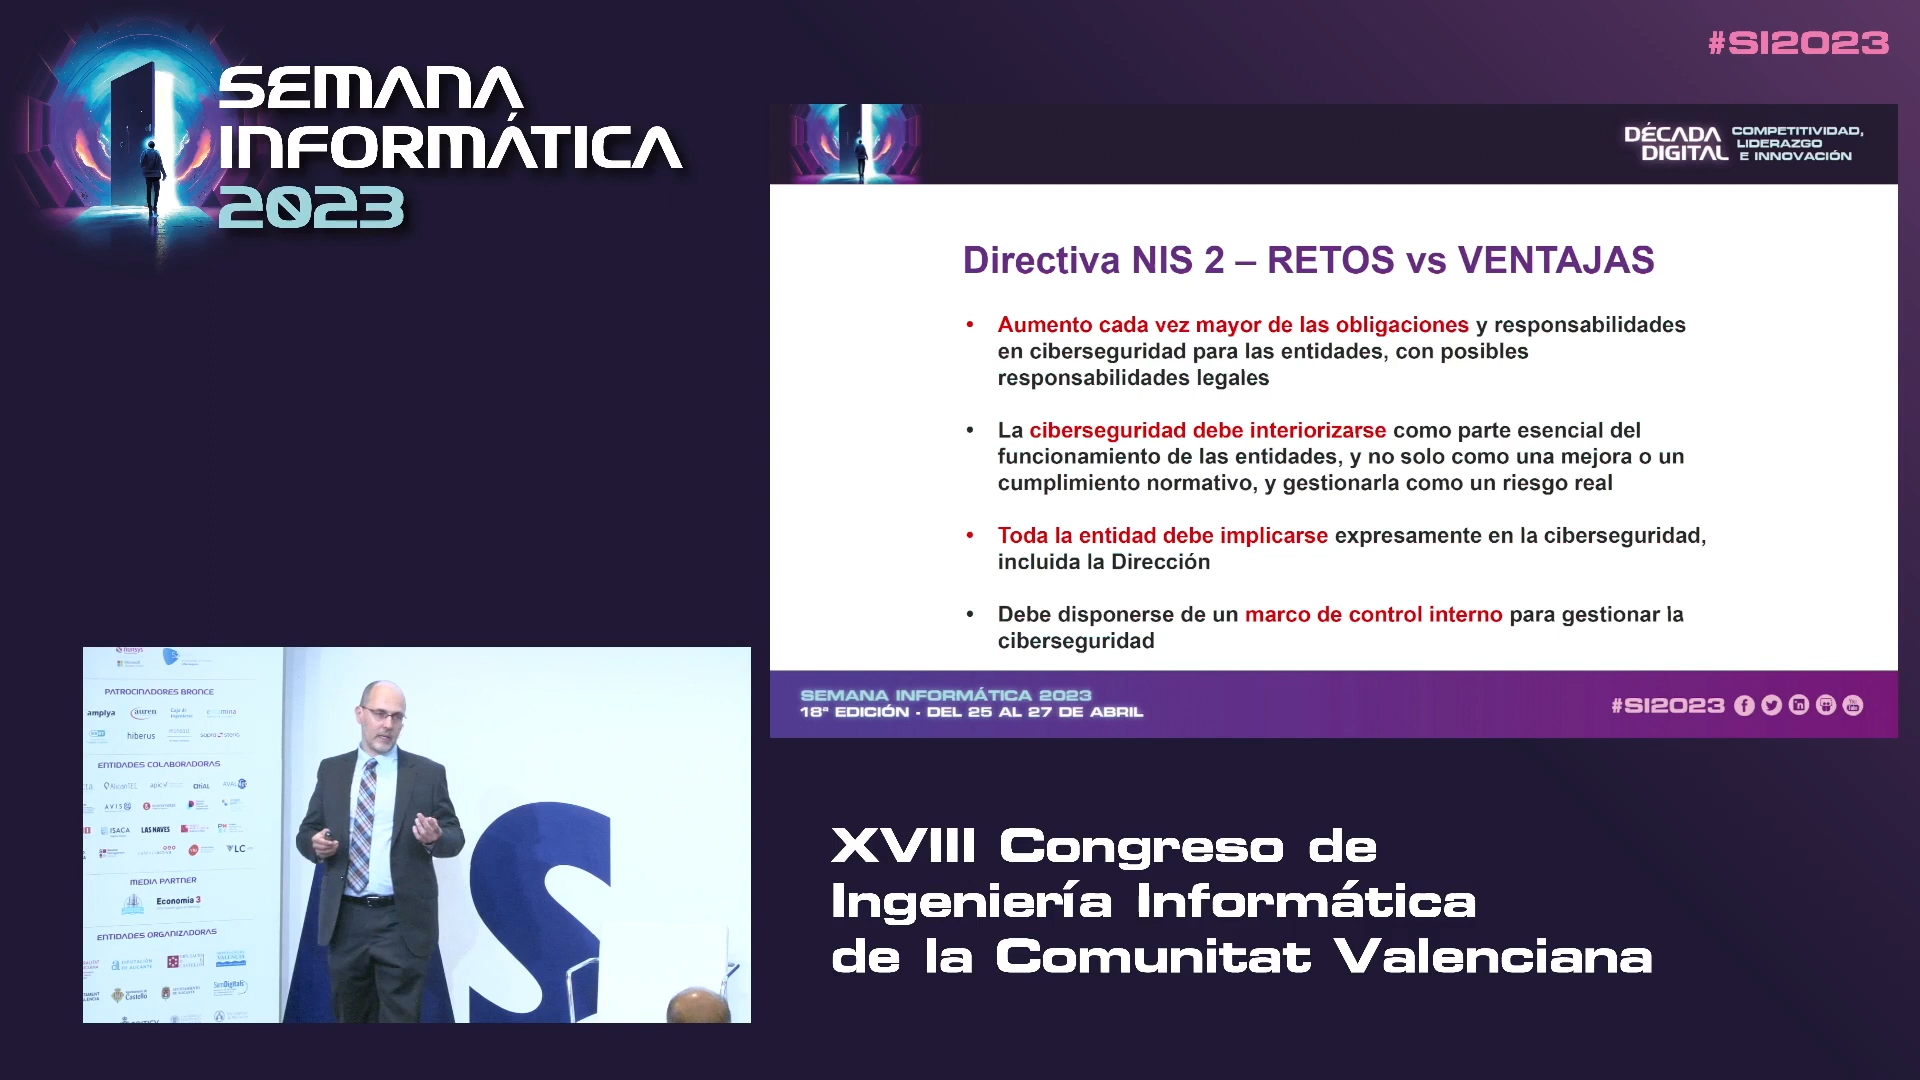 SEMANA
INFORMÁTICA
2023
#SI2023
DÉCADA
DIGITAL
COMPETITIVIDAD,
LIDERAZGO
E INNOVACIÓN
Directiva NIS 2 – RETOS vs VENTAJAS
• Aumento cada vez mayor de las obligaciones y responsabilidades
en ciberseguridad para las entidades, con posibles
responsabilidades legales
• La ciberseguridad debe interiorizarse como parte esencial del
funcionamiento de las entidades, y no solo como una mejora o un
cumplimiento normativo, y gestionarla como un riesgo real
• Toda la entidad debe implicarse expresamente en la ciberseguridad,
incluida la Dirección
• Debe disponerse de un marco de control interno para gestionar la
ciberseguridad
SEMANA INFORMÁTICA 2023
18ª EDICIÓN - DEL 25 AL 27 DE ABRIL
#SI2023
PATROCINADORES BRONCE
amplya auren
hiberus
ENTIDADES COLABORADORAS
AlicanTEC
AVIS
ISACA LAS NAVES
VLC
MEDIA PARTNER
Economía 3
ENTIDADES ORGANIZADORAS
Castelló
XVIII Congreso de
Ingeniería Informática
de la Comunitat Valenciana